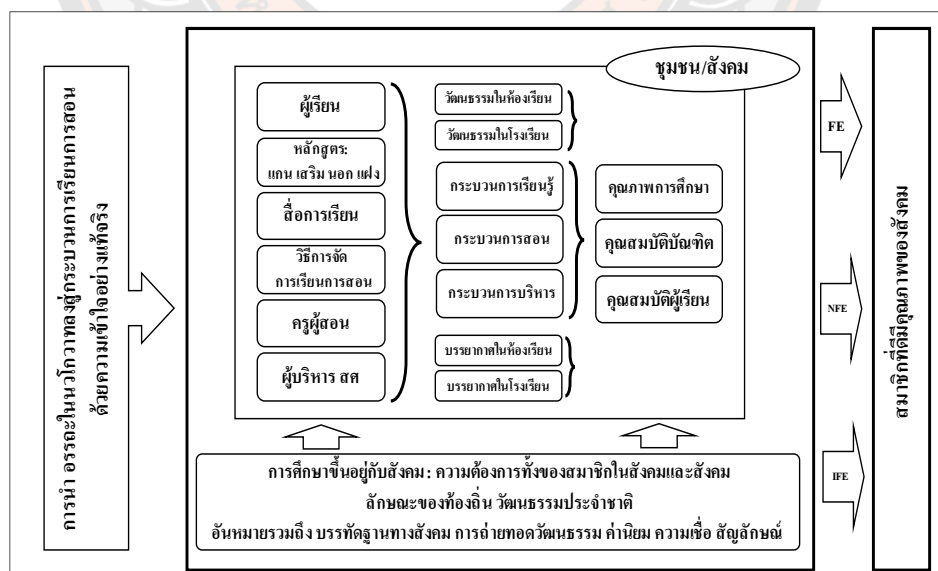 การนำ อรรถะในนวโกวาทลงสู่กระบวนการเรียนการสอน
ด้วยความเข้าใจอย่างแท้จริง
ชุมชน/สังคม
ผู้เรียน
หลักสูตร:
แกน เสริม นอก แฝง
สื่อการเรียน
วิธีการจัด
การเรียนการสอน
ครูผู้สอน
ผู้บริหาร สศ
วัฒนธรรมในห้องเรียน
วัฒนธรรมในโรงเรียน
กระบวนการเรียนรู้
กระบวนการสอน
กระบวนการบริหาร
บรรยากาศในห้องเรียน
บรรยากาศในโรงเรียน
คุณภาพการศึกษา
คุณสมบัติบัณฑิต
คุณสมบัติผู้เรียน
การศึกษาขึ้นอยู่กับสังคม : ความต้องการทั้งของสมาชิกในสังคมและสังคม
ลักษณะของท้องถิ่น วัฒนธรรมประจำชาติ
อันหมายรวมถึง บรรทัดฐานทางสังคม การถ่ายทอดวัฒนธรรม ค่านิยม ความเชื่อ สัญลักษณ์
FE
NFE
IFE
สมาชิกที่ดีมีคุณภาพของสังคม